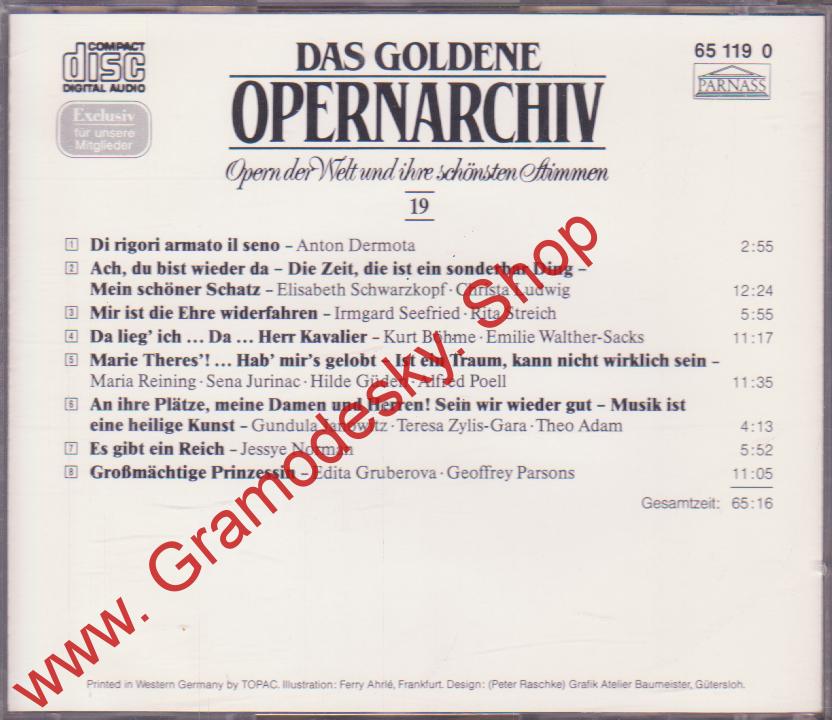 COMPACT
disc
DIGITAL AUDIO
Exclusiv
für unsere
Mitglieder
DAS GOLDENE
OPERNARCHIV
Opern der Welt und ihre schönsten Stimmen
19
65 119 0
PARNASS
1 Di rigori armato il seno – Anton Dermota 2:55
2 Ach, du bist wieder da – Die Zeit, die ist ein sonderbar Ding –
Mein schöner Schatz – Elisabeth Schwarzkopf · Christa Ludwig 12:24
3 Mir ist die Ehre widerfahren – Irmgard Seefried · Rita Streich 5:55
4 Da lieg' ich ... Da ... Herr Kavalier – Kurt Böhme · Emilie Walther-Sacks 11:17
5 Marie Theres'! ... Hab' mir's gelobt – Ist ein Traum, kann nicht wirklich sein –
Maria Reining · Sena Jurinac · Hilde Güden · Alfred Poell 11:35
6 An ihre Plätze, meine Damen und Herren! Sein wir wieder gut – Musik ist
eine heilige Kunst – Gundula Janowitz · Teresa Zylis-Gara · Theo Adam 4:13
7 Es gibt ein Reich – Jessye Norman 5:52
8 Großmächtige Prinzessin – Edita Gruberova · Geoffrey Parsons 11:05
Gesamtzeit: 65:16
www. Gramodesky. Shop
Printed in Western Germany by TOPAC. Illustration: Ferry Ahrlé, Frankfurt. Design: (Peter Raschke) Grafik Atelier Baumeister, Gütersloh.